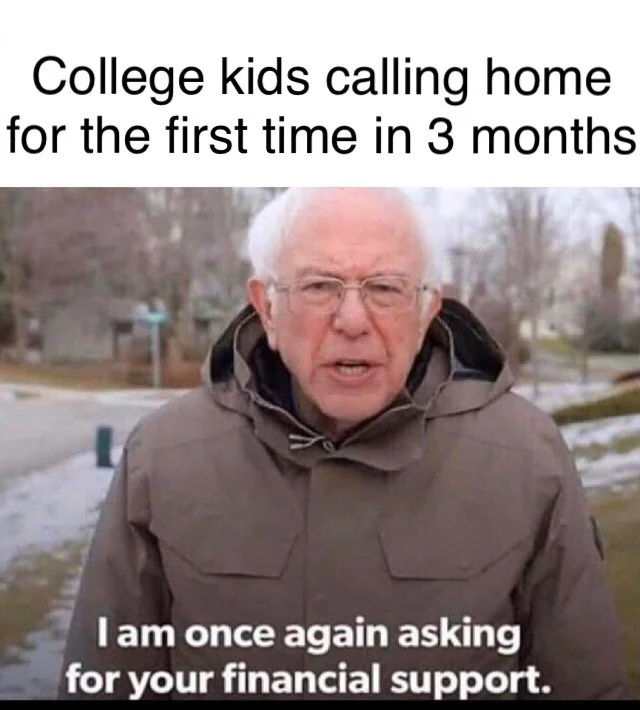 College kids calling home
for the first time in 3 months
I am once again asking
for your financial support.